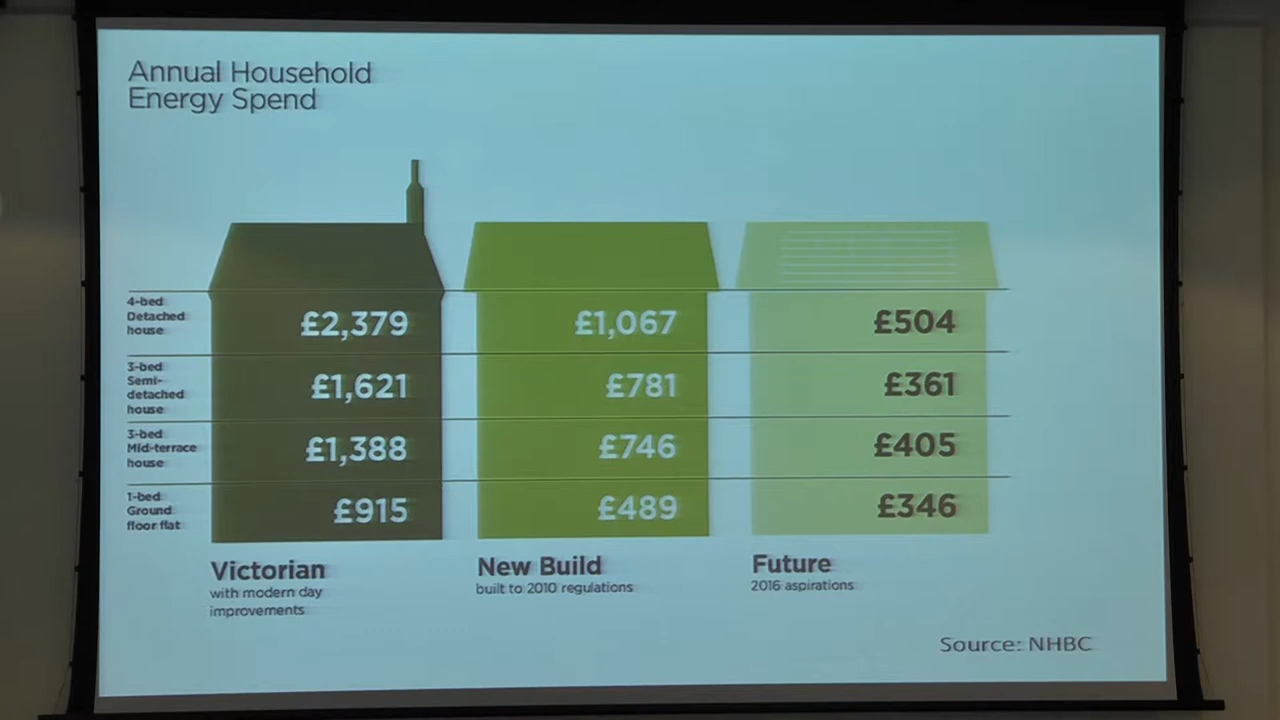 Annual Household
Energy Spend
4-bed
Detached
house
£2,379
£1,067
£504
3-bed
Semi-
detached
house
£1,621
£781
£361
3-bed
Mid-terrace
house
£1,388
£746
£405
1-bed
Ground
floor flat
£915
£489
£346
Victorian
with modern day
improvements
New Build
built to 2010 regulations
Future
2016 aspirations
Source: NHBC